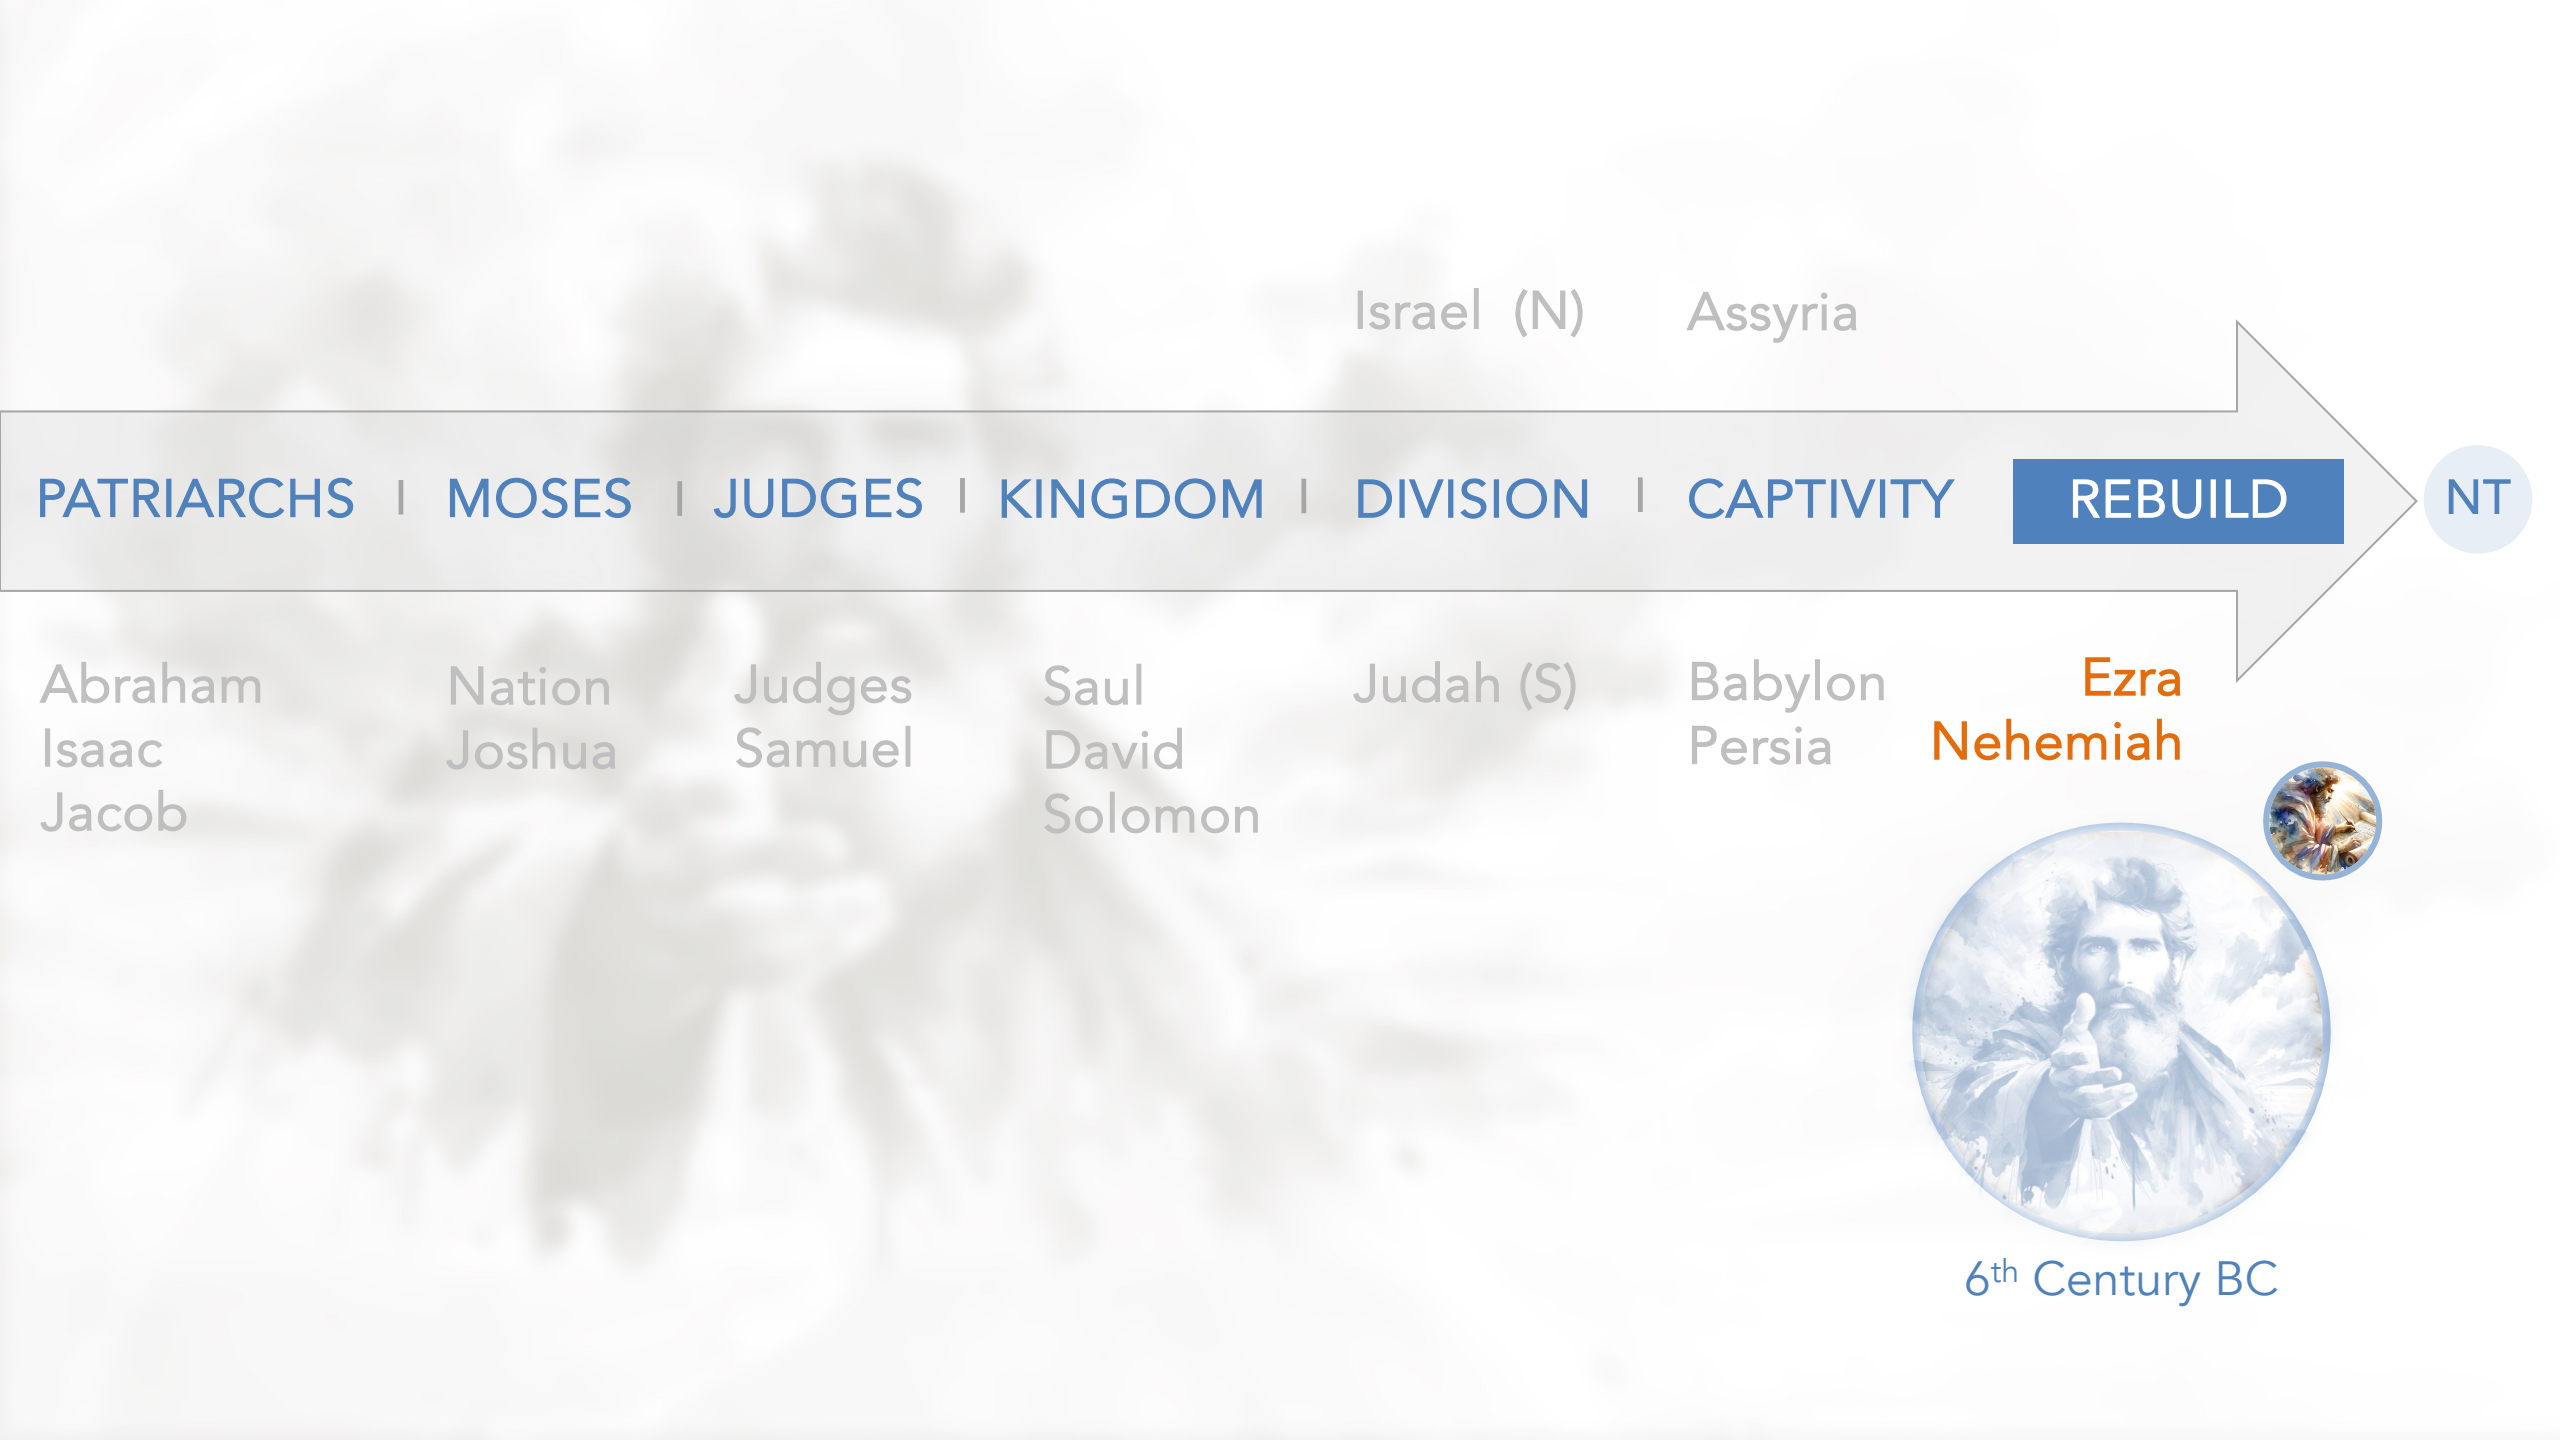 Israel (N)
Assyria
PATRIARCHS | MOSES | JUDGES | KINGDOM | DIVISION | CAPTIVITY REBUILD NT
Abraham
Isaac
Jacob
Nation
Joshua
Judges
Samuel
Saul
David
Solomon
Judah (S)
Babylon
Persia
Ezra
Nehemiah
6th Century BC